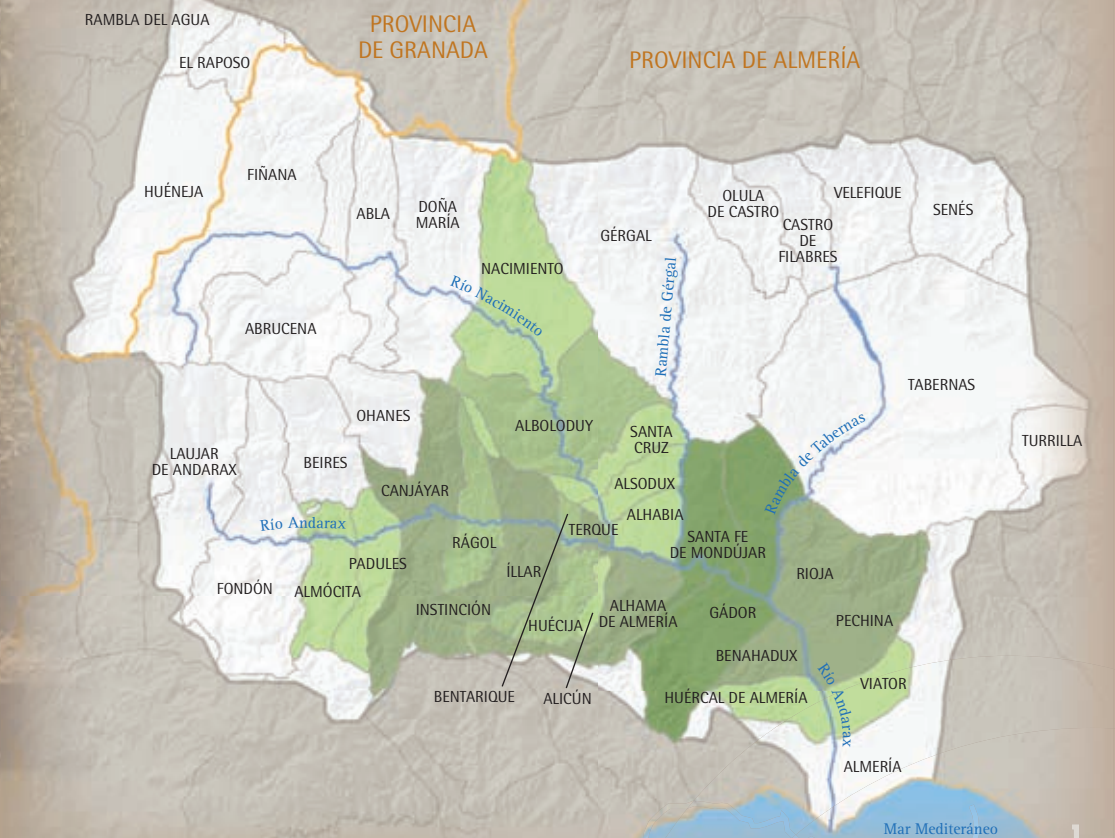 RAMBLA DEL AGUA
PROVINCIA
DE GRANADA
PROVINCIA DE ALMERÍA
EL RAPOSO
HUÉNEJA
FIÑANA
ABLA
DOÑA
MARÍA
NACIMIENTO
GÉRGAL
OLULA
DE CASTRO
CASTRO
DE
FILABRES
VELEFIQUE
SENÉS
Río Nacimiento
Rambla de Gérgal
ABRUCENA
TABERNAS
OHANES
ALBOLODUY
SANTA
CRUZ
Rambla de Tabernas
TURRILLA
LAUJAR
DE ANDARAX
BEIRES
CANJÁYAR
ALSODUX
Río Andarax
ALHABIA
TERQUE
RÁGOL
SANTA FE
DE MONDÚJAR
PADULES
ÍLLAR
RIOJA
FONDÓN
ALMÓCITA
INSTINCIÓN
HUÉCIJA
ALHAMA
DE ALMERÍA
GÁDOR
PECHINA
BENAHADUX
BENTARIQUE
ALICÚN
HUÉRCAL DE ALMERÍA
VIATOR
Río Andarax
ALMERÍA
Mar Mediteráneo
1